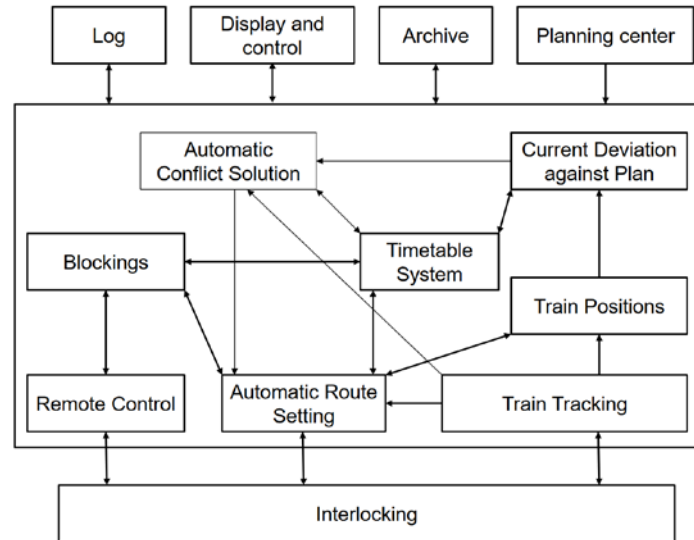 Log
Display and
control
Archive
Planning center
Automatic
Conflict Solution
Current Deviation
against Plan
Blockings
Timetable
System
Train Positions
Remote Control
Automatic Route
Setting
Train Tracking
Interlocking